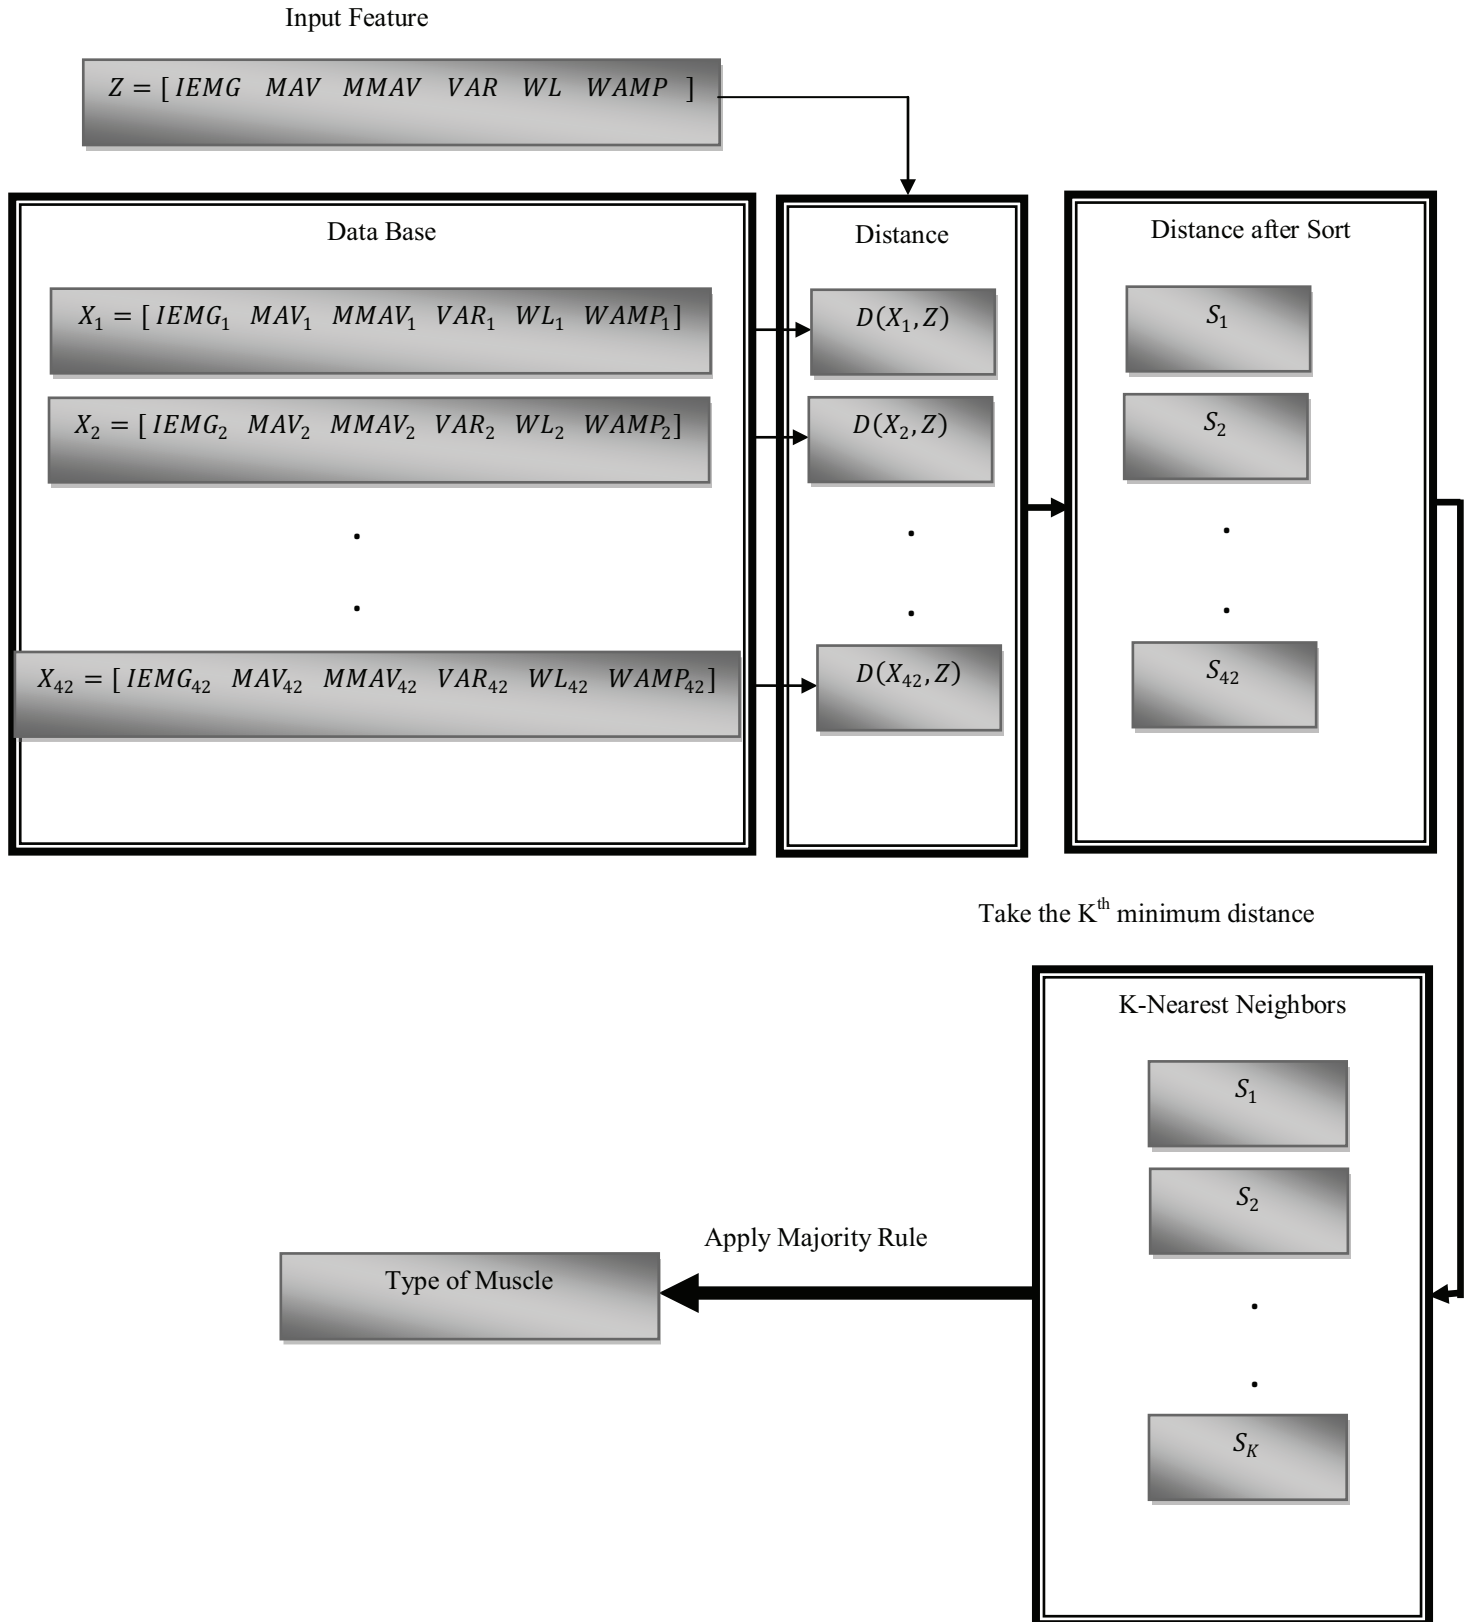 Input Feature
Z = [ IEMG MAV MMAV VAR WL WAMP ]
Data Base
X₁ = [ IEMG₁ MAV₁ MMAV₁ VAR₁ WL₁ WAMP₁]
X₂ = [ IEMG₂ MAV₂ MMAV₂ VAR₂ WL₂ WAMP₂]
.
.
X₄₂ = [ IEMG₄₂ MAV₄₂ MMAV₄₂ VAR₄₂ WL₄₂ WAMP₄₂]
Distance
D(X₁, Z)
D(X₂, Z)
.
.
D(X₄₂, Z)
Distance after Sort
S₁
S₂
.
.
S₄₂
Take the Kᵗʰ minimum distance
K-Nearest Neighbors
S₁
S₂
.
.
S_K
Apply Majority Rule
Type of Muscle